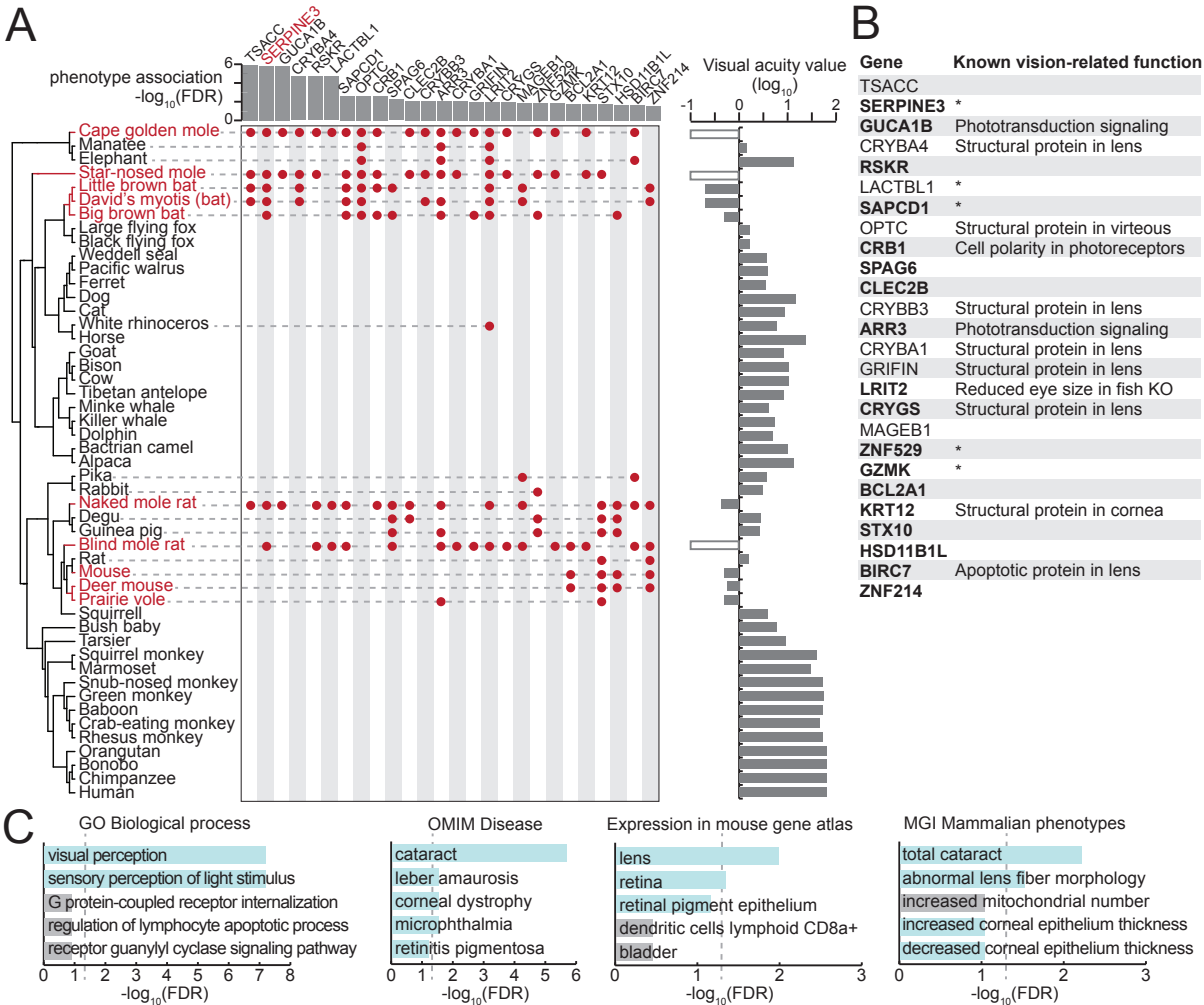 A
TSACC
SERPINE3
GUCA1B
CRYBA4
RSKR
LACTBL1
SAPCD1
OPTC
CRB1
SPAG6
CLEC2B
CRYBB3
ARR3
CRYBA1
GRIFIN
LRIT2
CRYGS
MAGEB1
ZNF529
GZMK
BCL2A1
KRT12
STX10
HSD11B1L
BIRC7
ZNF214
phenotype association
-log10(FDR)
6
0
Visual acuity value
(log10)
-1 0 1 2
Cape golden mole
Manatee
Elephant
Star-nosed mole
Little brown bat
David's myotis (bat)
Big brown bat
Large flying fox
Black flying fox
Weddell seal
Pacific walrus
Ferret
Dog
Cat
White rhinoceros
Horse
Goat
Bison
Cow
Tibetan antelope
Minke whale
Killer whale
Dolphin
Bactrian camel
Alpaca
Pika
Rabbit
Naked mole rat
Degu
Guinea pig
Blind mole rat
Rat
Mouse
Deer mouse
Prairie vole
Squirrell
Bush baby
Tarsier
Squirrel monkey
Marmoset
Snub-nosed monkey
Green monkey
Baboon
Crab-eating monkey
Rhesus monkey
Orangutan
Bonobo
Chimpanzee
Human
B
Gene Known vision-related function
TSACC
SERPINE3 *
GUCA1B Phototransduction signaling
CRYBA4 Structural protein in lens
RSKR
LACTBL1 *
SAPCD1 *
OPTC Structural protein in virteous
CRB1 Cell polarity in photoreceptors
SPAG6
CLEC2B
CRYBB3 Structural protein in lens
ARR3 Phototransduction signaling
CRYBA1 Structural protein in lens
GRIFIN Structural protein in lens
LRIT2 Reduced eye size in fish KO
CRYGS Structural protein in lens
MAGEB1
ZNF529 *
GZMK *
BCL2A1
KRT12 Structural protein in cornea
STX10
HSD11B1L
BIRC7 Apoptotic protein in lens
ZNF214
C
GO Biological process
visual perception
sensory perception of light stimulus
G protein-coupled receptor internalization
regulation of lymphocyte apoptotic process
receptor guanylyl cyclase signaling pathway
0 1 2 3 4 5 6 7 8
-log10(FDR)
OMIM Disease
cataract
leber amaurosis
corneal dystrophy
microphthalmia
retinitis pigmentosa
0 1 2 3 4 5 6
-log10(FDR)
Expression in mouse gene atlas
lens
retina
retinal pigment epithelium
dendritic cells lymphoid CD8a+
bladder
0 1 2 3
-log10(FDR)
MGI Mammalian phenotypes
total cataract
abnormal lens fiber morphology
increased mitochondrial number
increased corneal epithelium thickness
decreased corneal epithelium thickness
0 1 2 3
-log10(FDR)